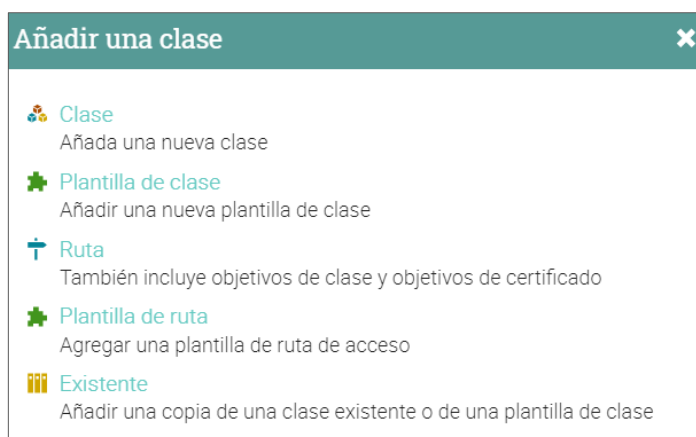 Añadir una clase
Clase
Añada una nueva clase
Plantilla de clase
Añadir una nueva plantilla de clase
Ruta
También incluye objetivos de clase y objetivos de certificado
Plantilla de ruta
Agregar una plantilla de ruta de acceso
Existente
Añadir una copia de una clase existente o de una plantilla de clase